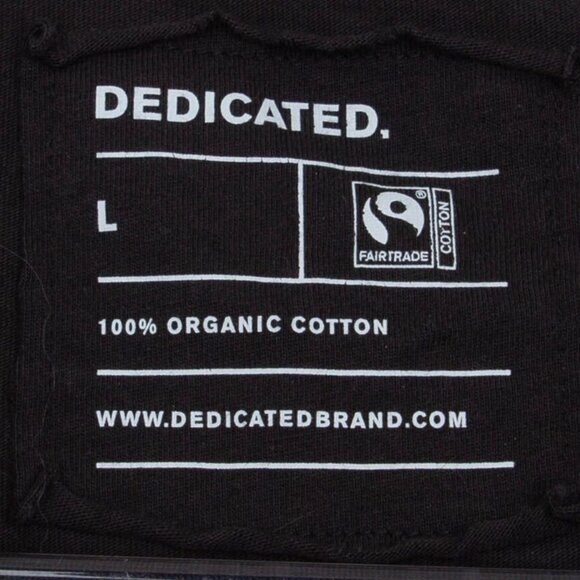 DEDICATED.
L
®
FAIRTRADE
COTTON
100% ORGANIC COTTON
WWW.DEDICATEDBRAND.COM